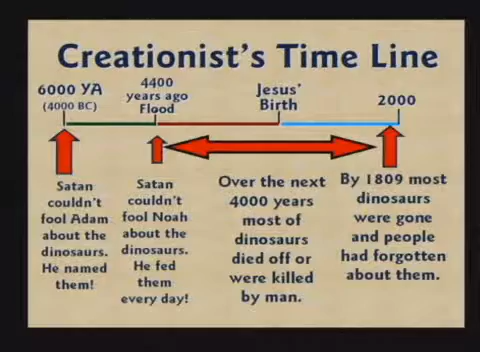 Creationist's Time Line
6000 YA
(4000 BC)
4400
years ago
Flood
Jesus'
Birth
2000
Satan
couldn't
fool Adam
about the
dinosaurs.
He named
them!
Satan
couldn't
fool Noah
about the
dinosaurs.
He fed
them
every day!
Over the next
4000 years
most of
dinosaurs
died off or
were killed
by man.
By 1809 most
dinosaurs
were gone
and people
had forgotten
about them.